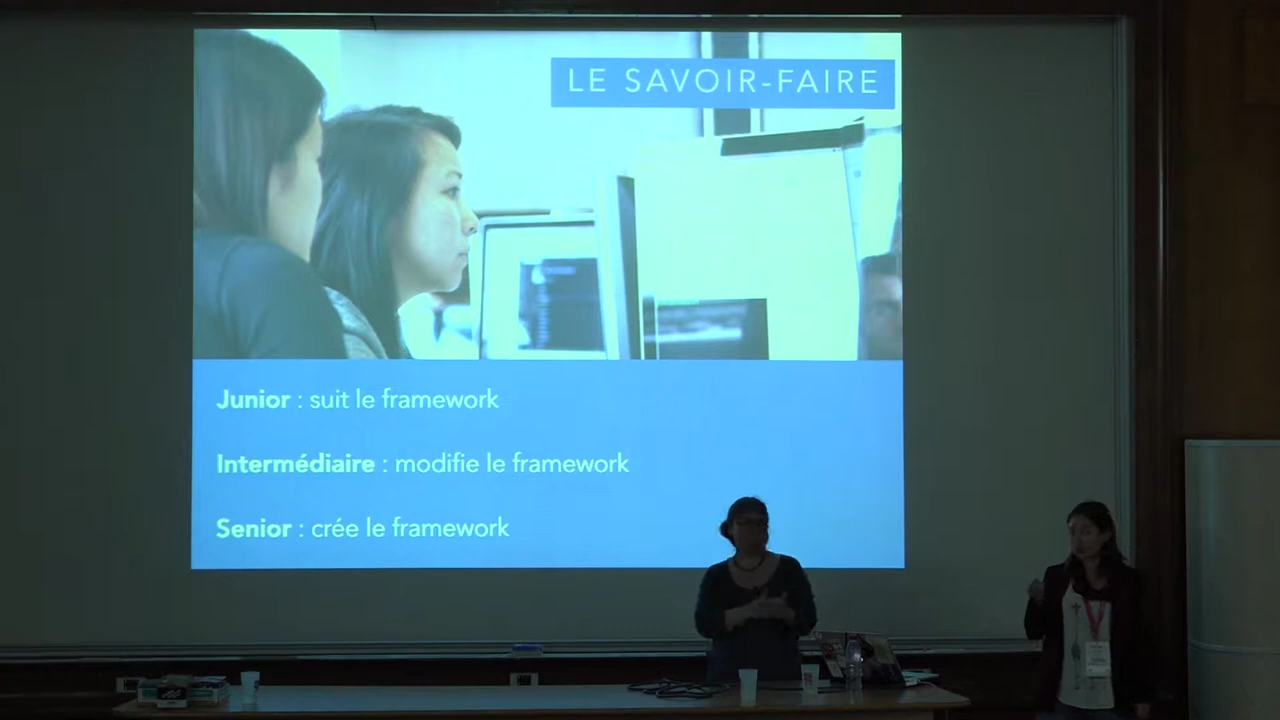 LE SAVOIR-FAIRE
Junior : suit le framework
Intermédiaire : modifie le framework
Senior : crée le framework